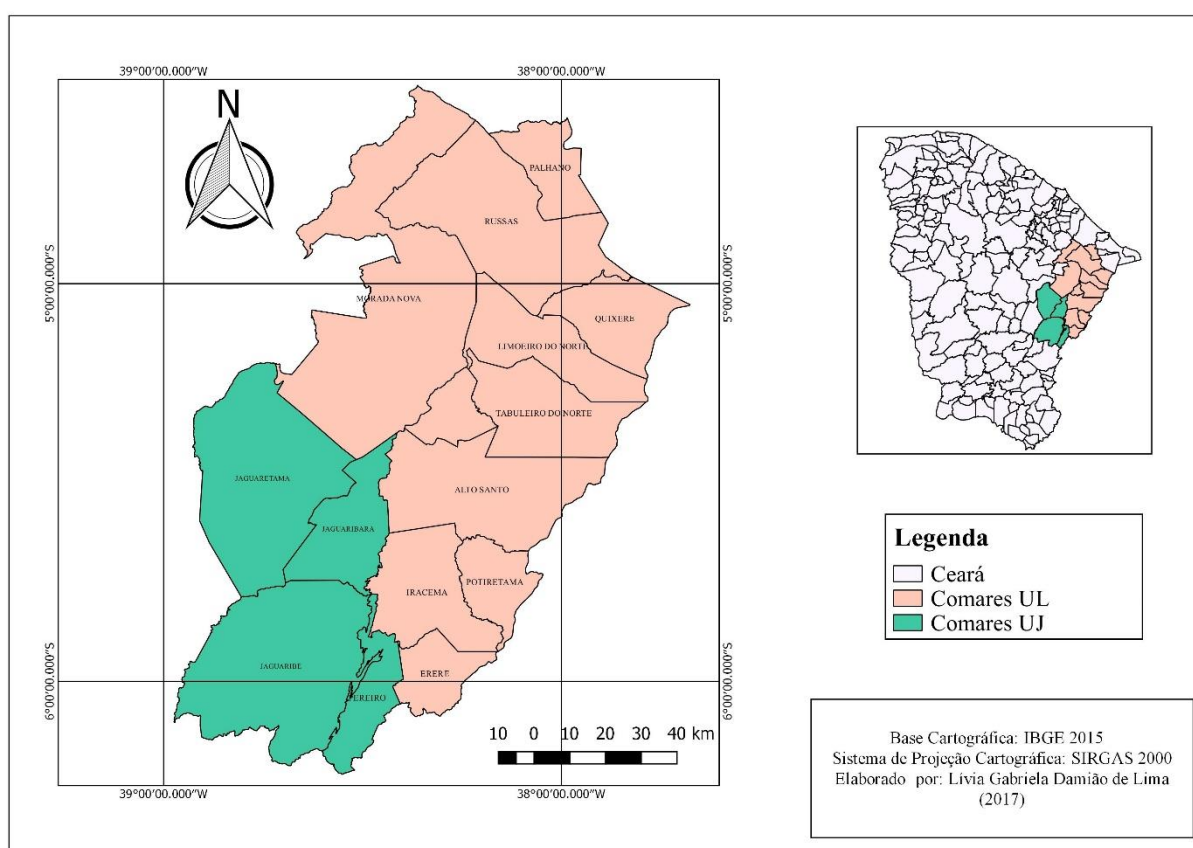 39°00'00.000"W
38°00'00.000"W
N
PALHANO
RUSSAS
5°00'00.000"S
5°00'00.000"S
MORADA NOVA
QUIXERE
LIMOEIRO DO NORTE
TABULEIRO DO NORTE
JAGUARETAMA
ALTO SANTO
JAGUARIBARA
POTIRETAMA
IRACEMA
JAGUARIBE
ERERE
PEREIRO
6°00'00.000"S
6°00'00.000"S
10 0 10 20 30 40 km
39°00'00.000"W
38°00'00.000"W
Legenda
Ceará
Comares UL
Comares UJ
Base Cartográfica: IBGE 2015
Sistema de Projeção Cartográfica: SIRGAS 2000
Elaborado por: Lívia Gabriela Damião de Lima
(2017)